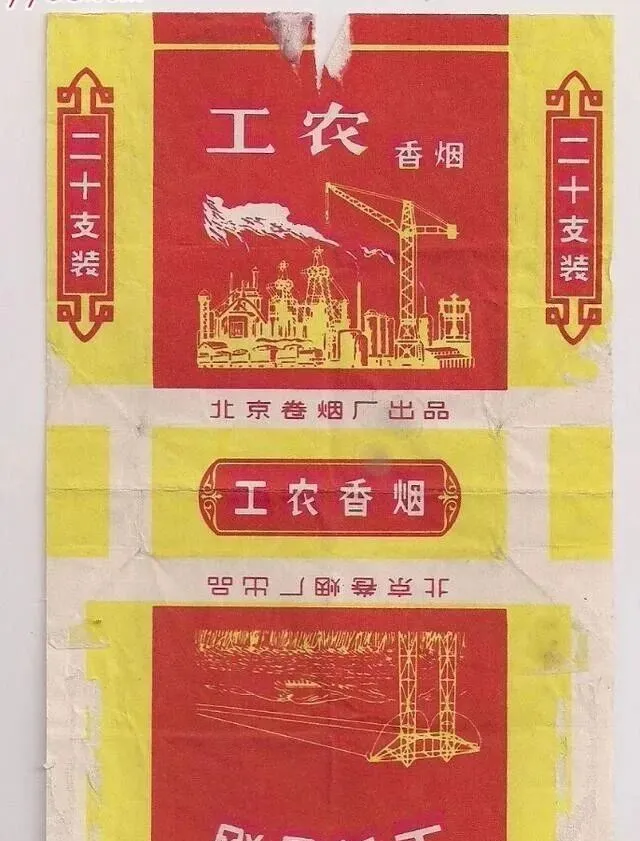 工农 香烟
二十支装
二十支装
北京卷烟厂出品
工农香烟
北京卷烟厂出品